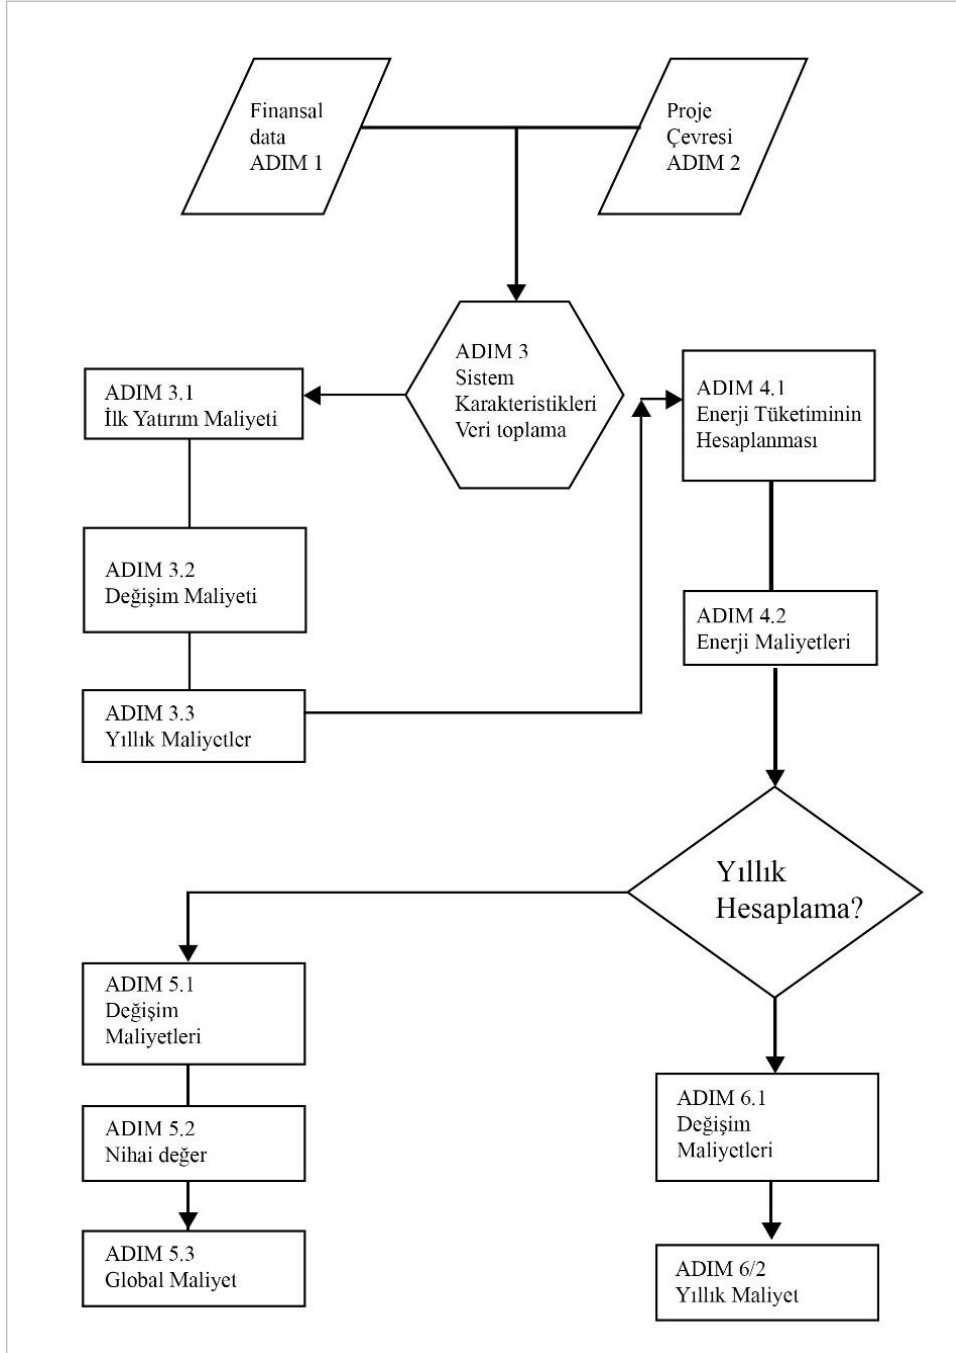 Finansal
data
ADIM 1
Proje
Çevresi
ADIM 2
ADIM 3
Sistem
Karakteristikleri
Veri toplama
ADIM 3.1
İlk Yatırım Maliyeti
ADIM 4.1
Enerji Tüketiminin
Hesaplanması
ADIM 3.2
Değişim Maliyeti
ADIM 4.2
Enerji Maliyetleri
ADIM 3.3
Yıllık Maliyetler
Yıllık
Hesaplama?
ADIM 5.1
Değişim
Maliyetleri
ADIM 5.2
Nihai değer
ADIM 5.3
Global Maliyet
ADIM 6.1
Değişim
Maliyetleri
ADIM 6/2
Yıllık Maliyet